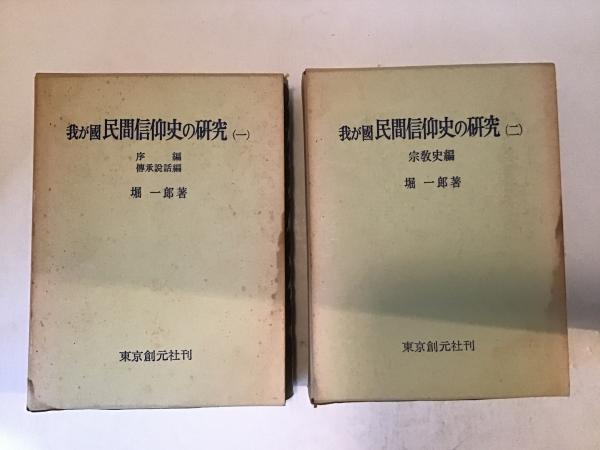 我が國民間信仰史の研究(一)
序編
傳承説話編
堀一郎著
東京創元社刊
我が國民間信仰史の研究(二)
宗教史編
堀一郎著
東京創元社刊